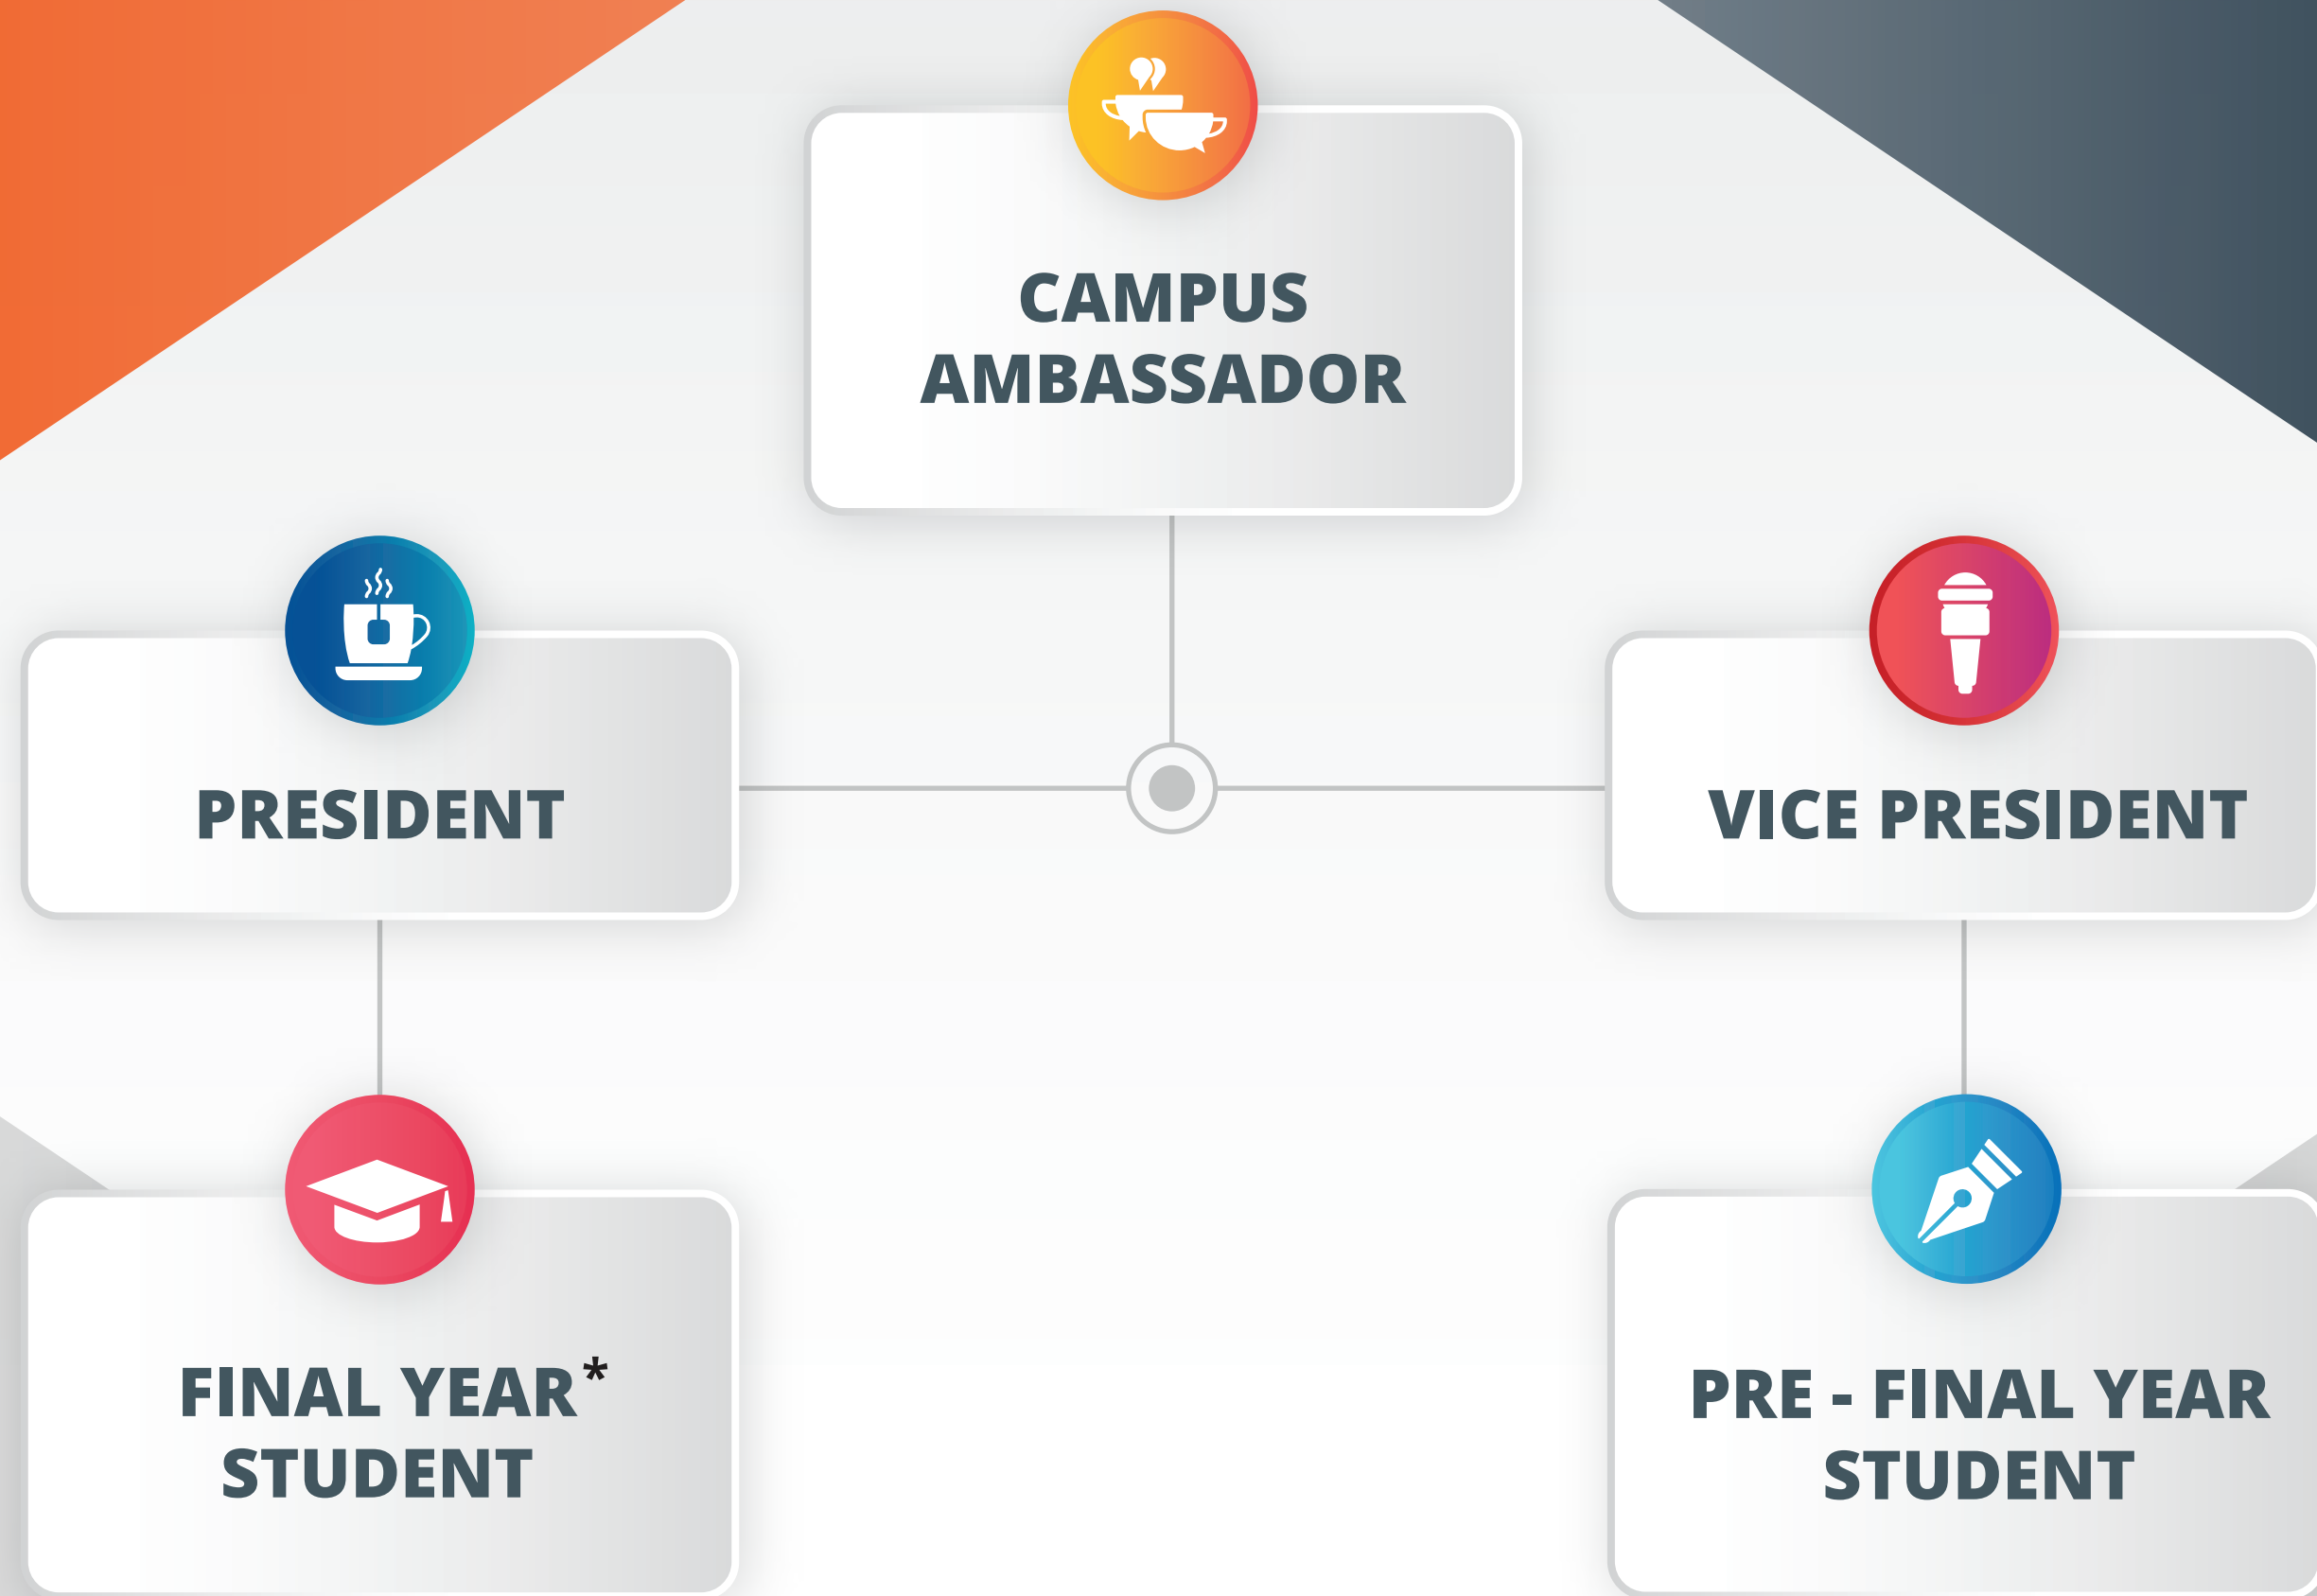 CAMPUS
AMBASSADOR
PRESIDENT
VICE PRESIDENT
FINAL YEAR*
STUDENT
PRE - FINAL YEAR
STUDENT